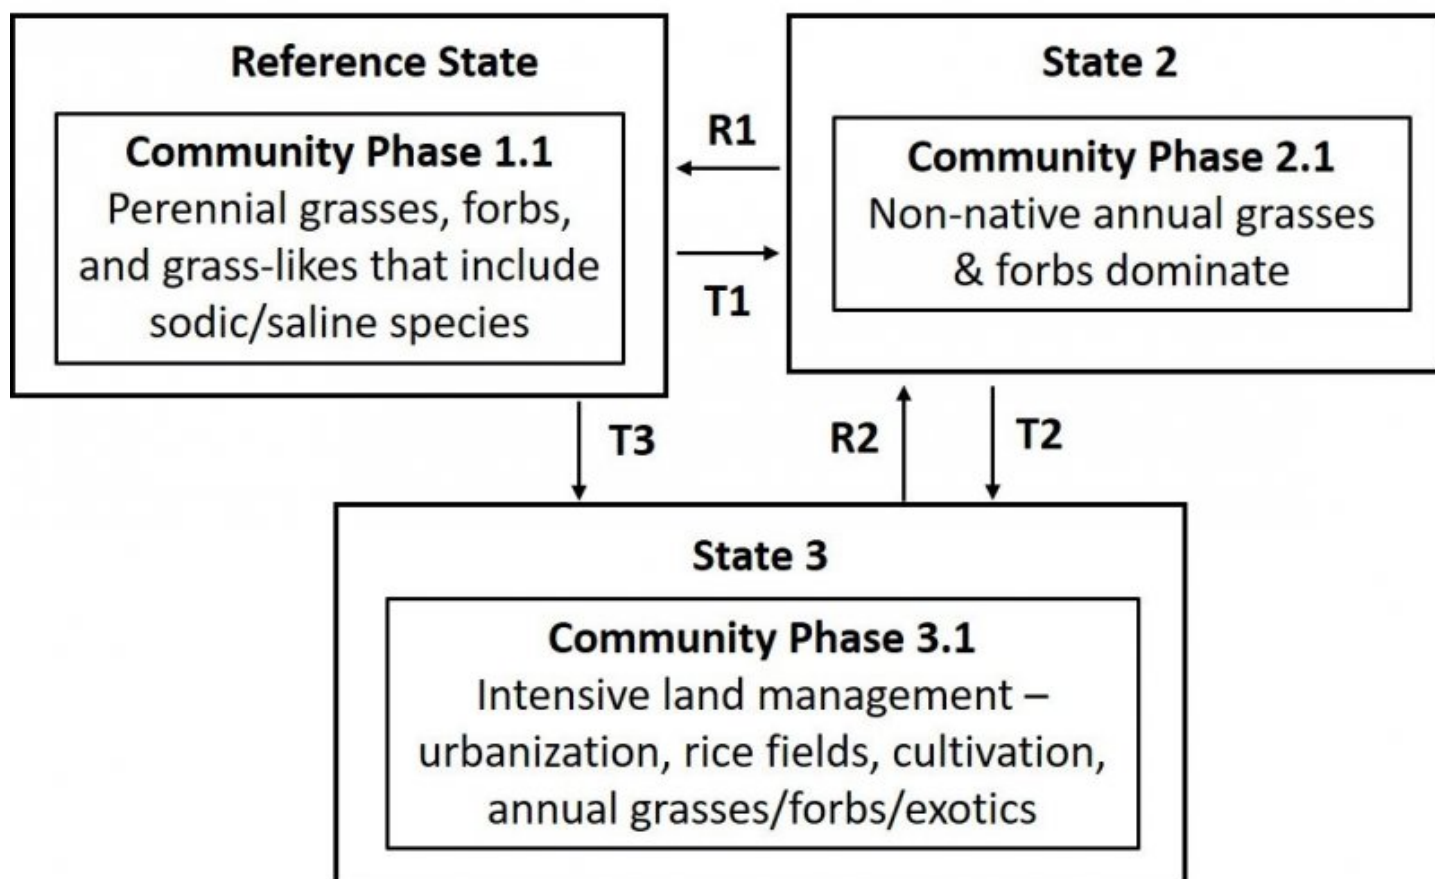 Reference State
Community Phase 1.1
Perennial grasses, forbs,
and grass-likes that include
sodic/saline species
R1
T1
State 2
Community Phase 2.1
Non-native annual grasses
& forbs dominate
T3
R2
T2
State 3
Community Phase 3.1
Intensive land management –
urbanization, rice fields, cultivation,
annual grasses/forbs/exotics